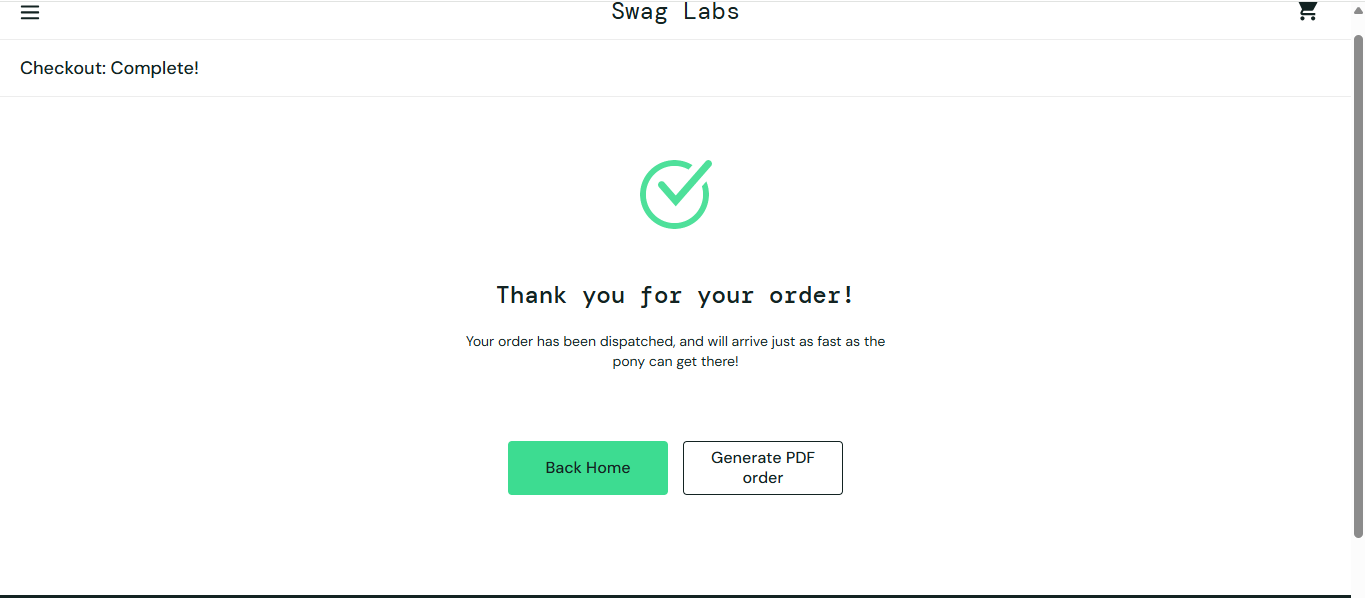 Swag Labs
Checkout: Complete!
Thank you for your order!
Your order has been dispatched, and will arrive just as fast as the
pony can get there!
Back Home
Generate PDF
order